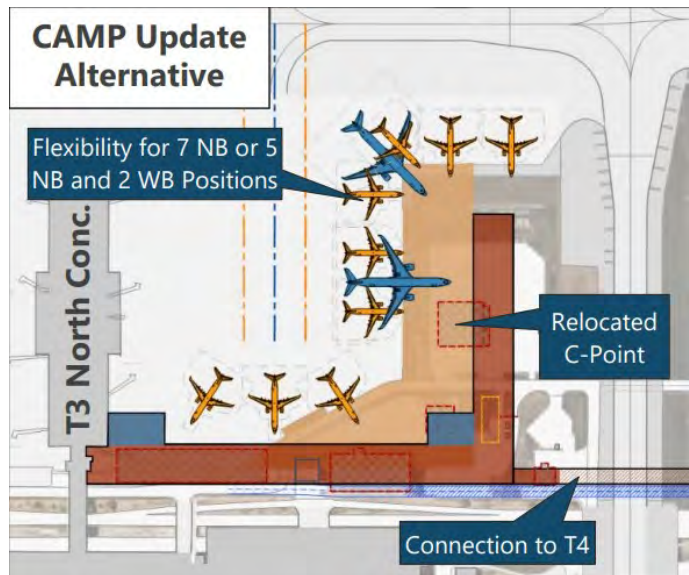 CAMP Update
Alternative
Flexibility for 7 NB or 5
NB and 2 WB Positions
T3 North Conc.
Relocated
C-Point
Connection to T4